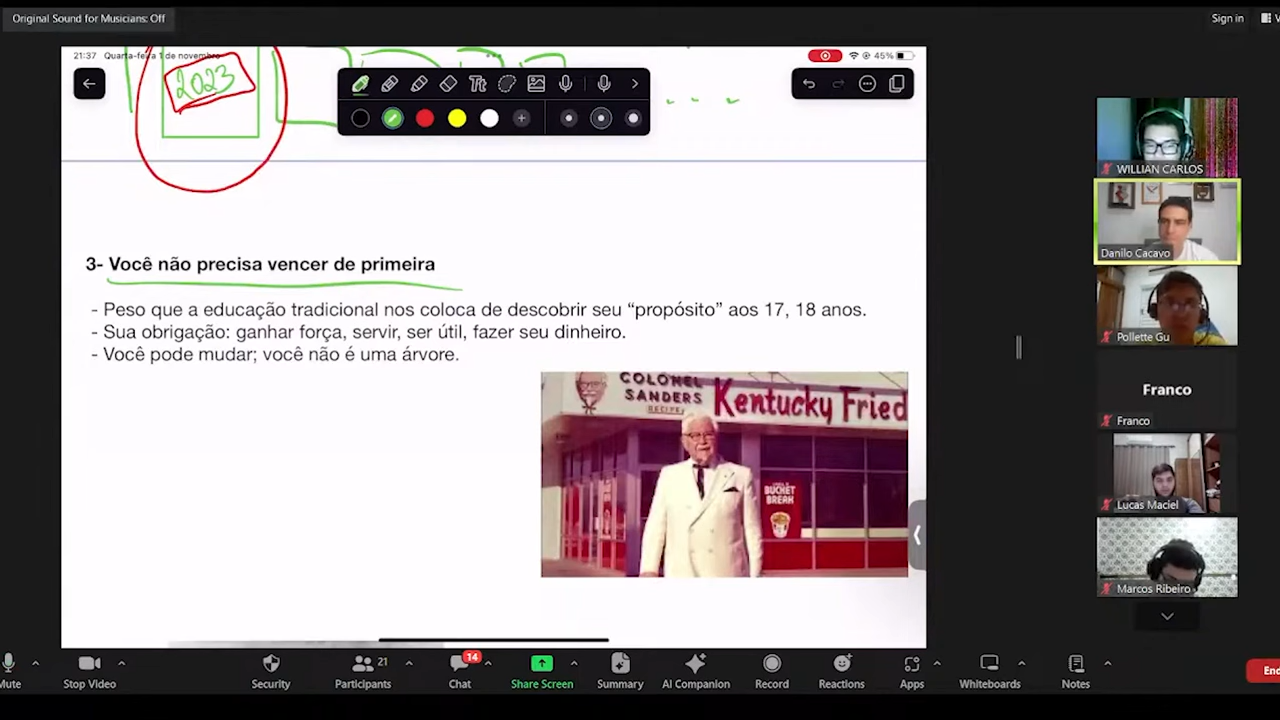 Original Sound for Musicians: Off
Sign in
21:37 Quarta-feira 1 de novembro
45%
2023
Tt
3- Você não precisa vencer de primeira
- Peso que a educação tradicional nos coloca de descobrir seu “propósito” aos 17, 18 anos.
- Sua obrigação: ganhar força, servir, ser útil, fazer seu dinheiro.
- Você pode mudar; você não é uma árvore.
COLONEL
SANDERS
RECIPE
Kentucky Fried
BUCKET
BREAK
WILLIAN CARLOS
Danilo Cacavo
Pollette Gu
Franco
Franco
Lucas Maciel
Marcos Ribeiro
Mute
Stop Video
Security
21
Participants
14
Chat
Share Screen
Summary
AI Companion
Record
Reactions
Apps
Whiteboards
Notes
End